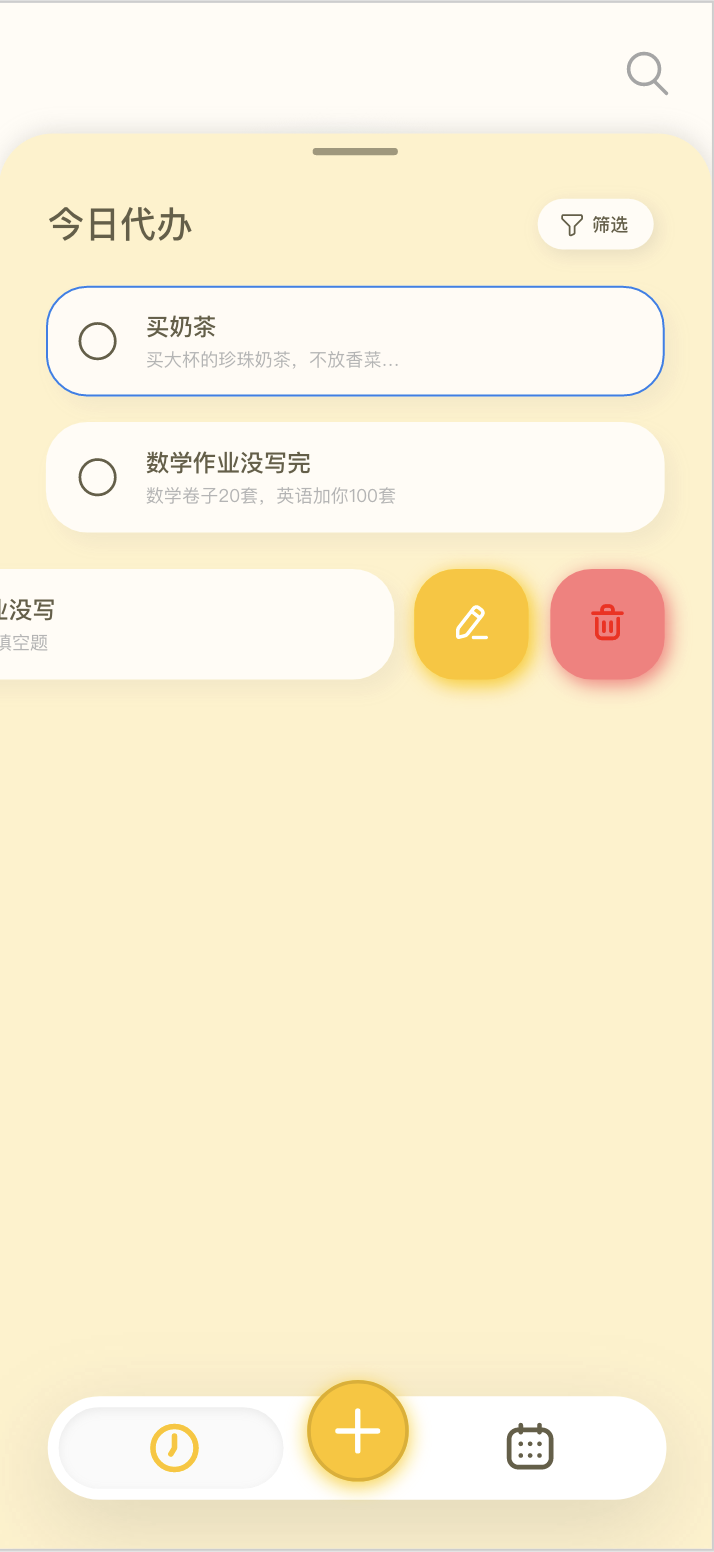 今日代办
筛选
买奶茶
买大杯的珍珠奶茶，不放香菜...
数学作业没写完
数学卷子20套，英语加你100套
业没写
填空题